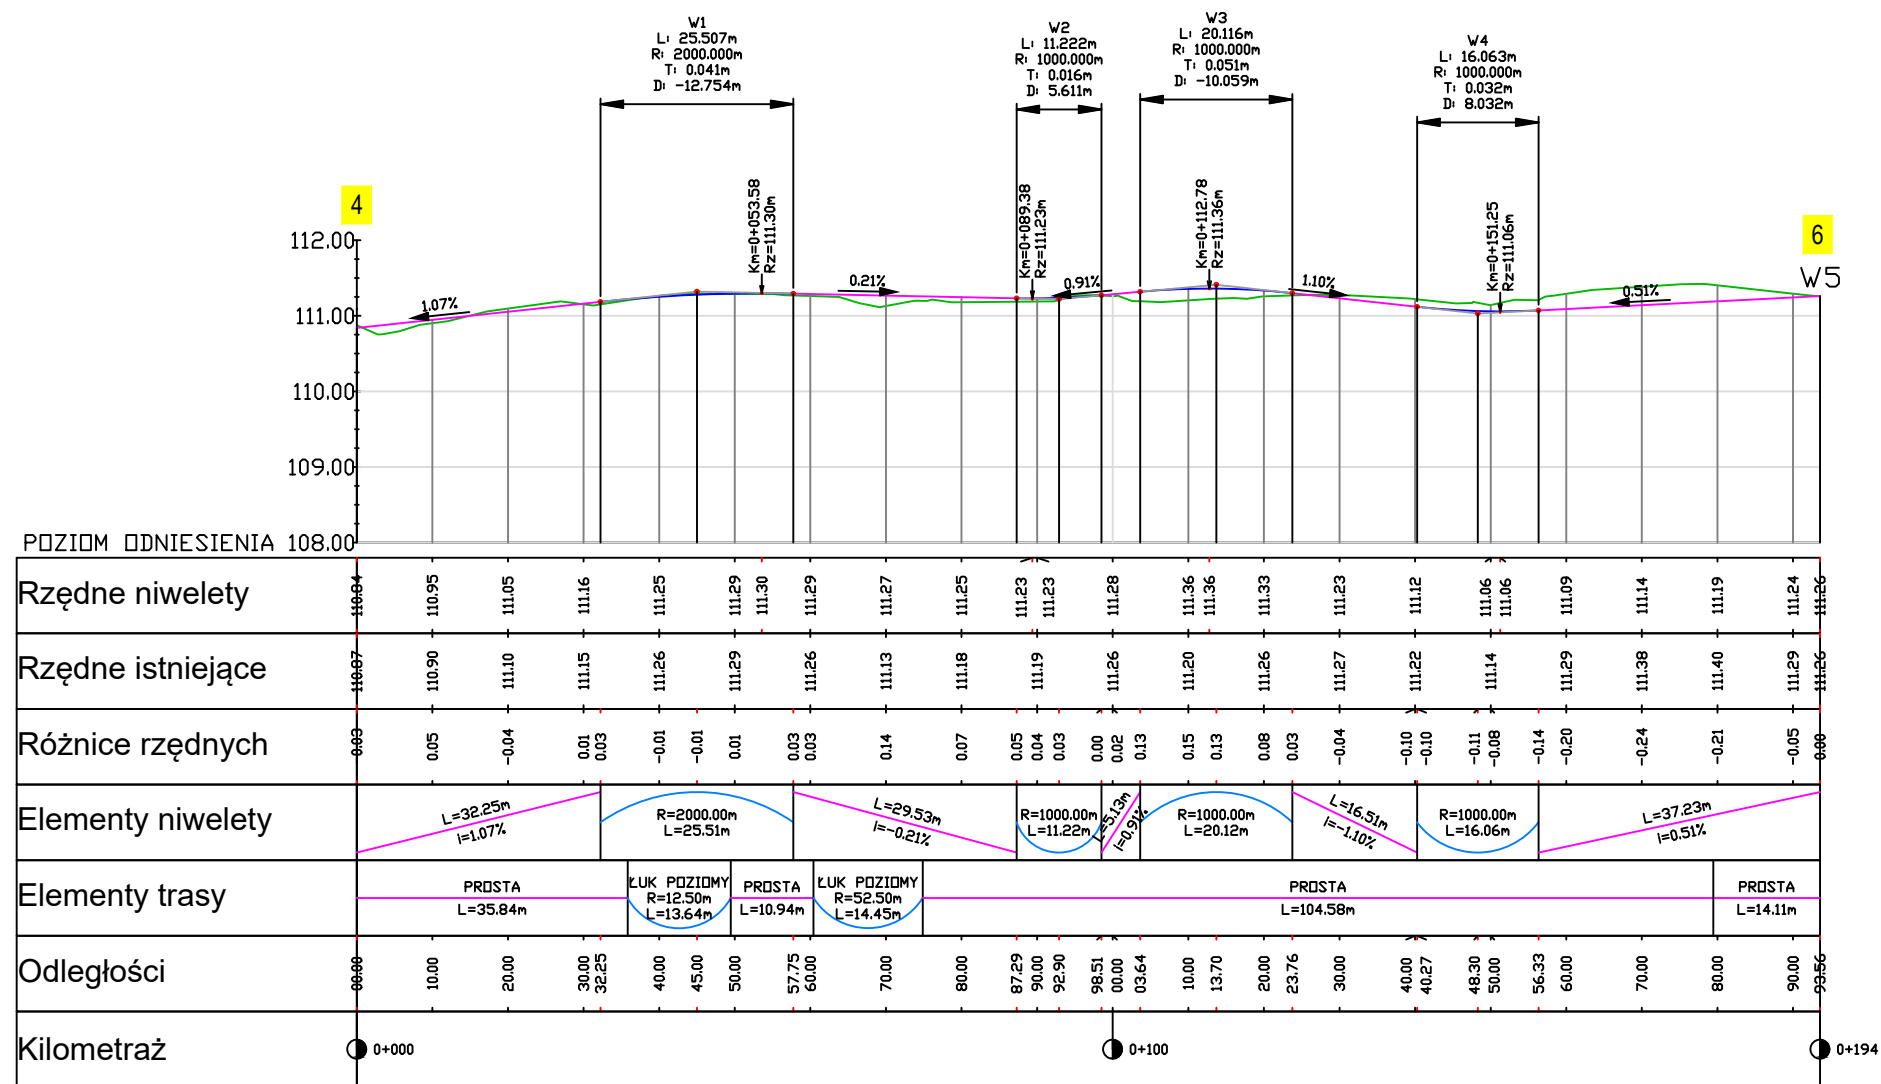 W1
L: 25.507m
R: 2000.000m
T: 0.041m
D: -12.754m
W2
L: 11.222m
R: 1000.000m
T: 0.016m
D: 5.611m
W3
L: 20.116m
R: 1000.000m
T: 0.051m
D: -10.059m
W4
L: 16.063m
R: 1000.000m
T: 0.032m
D: 8.032m
4
6
W5
Km=0+053.58
Rz=111.30m
Km=0+089.38
Rz=111.23m
Km=0+112.78
Rz=111.36m
Km=0+151.25
Rz=111.06m
1.07%
0.21%
0.91%
1.10%
0.51%
112.00
111.00
110.00
109.00
POZIOM ODNIESIENIA 108.00
Rzędne niwelety
110.84 110.95 111.05 111.16 111.25 111.29 111.30 111.29 111.27 111.25 111.23 111.23 111.28 111.36 111.36 111.33 111.23 111.12 111.06 111.06 111.09 111.14 111.19 111.24 111.26
Rzędne istniejące
110.87 110.90 111.10 111.15 111.26 111.29 111.26 111.13 111.18 111.19 111.26 111.20 111.26 111.27 111.22 111.14 111.29 111.38 111.40 111.29 111.26
Różnice rzędnych
0.03 0.05 -0.04 0.01 0.03 -0.01 -0.01 0.01 0.03 0.03 0.14 0.07 0.05 0.04 0.03 0.00 0.02 0.13 0.15 0.13 0.08 0.03 -0.04 -0.10 -0.10 -0.11 -0.08 -0.14 -0.20 -0.24 -0.21 -0.05 0.00
Elementy niwelety
L=32.25m
i=1.07%
R=2000.00m
L=25.51m
L=29.53m
i=-0.21%
R=1000.00m
L=11.22m
L=5.13m
i=0.91%
R=1000.00m
L=20.12m
L=16.51m
i=-1.10%
R=1000.00m
L=16.06m
L=37.23m
i=0.51%
Elementy trasy
PROSTA
L=35.84m
ŁUK POZIOMY
R=12.50m
L=13.64m
PROSTA
L=10.94m
ŁUK POZIOMY
R=52.50m
L=14.45m
PROSTA
L=104.58m
PROSTA
L=14.11m
Odległości
00.00 10.00 20.00 30.00 32.25 40.00 45.00 50.00 57.75 60.00 70.00 80.00 87.29 90.00 92.90 98.51 00.00 03.64 10.00 13.70 20.00 23.76 30.00 40.00 40.27 48.30 50.00 56.33 60.00 70.00 80.00 90.00 93.56
Kilometraż
0+000
0+100
0+194